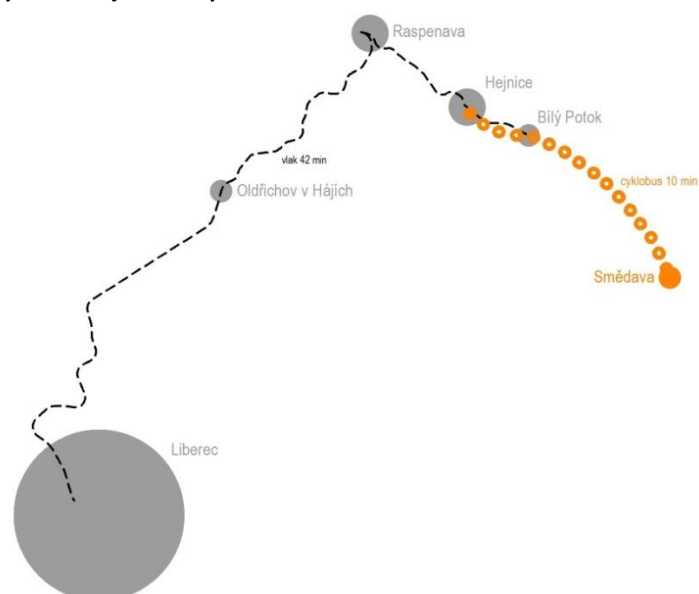 Raspenava
Hejnice
Bílý Potok
vlak 42 min
cyklobus 10 min
Oldřichov v Hájích
Smědava
Liberec